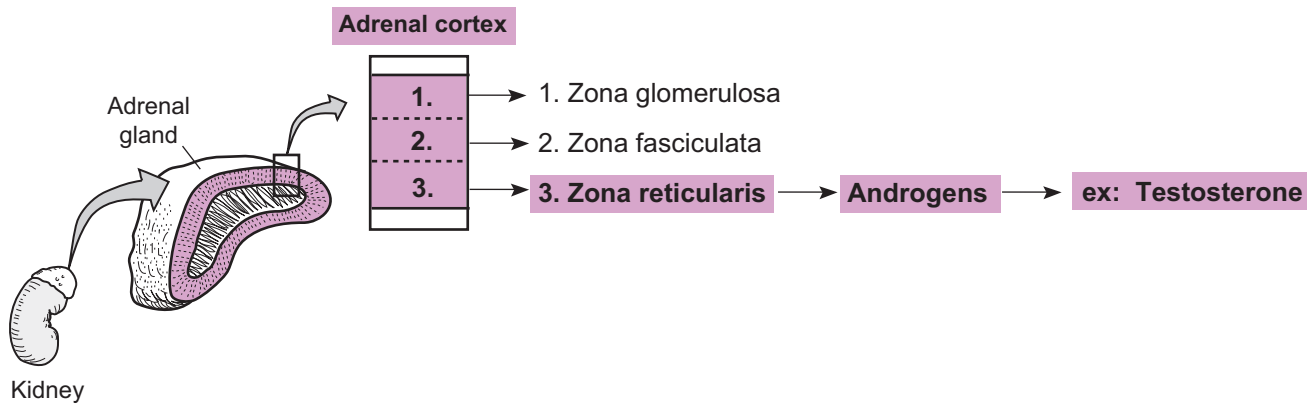 Adrenal cortex
Adrenal
gland
1.
2.
3.
1. Zona glomerulosa
2. Zona fasciculata
3. Zona reticularis
Androgens
ex: Testosterone
Kidney